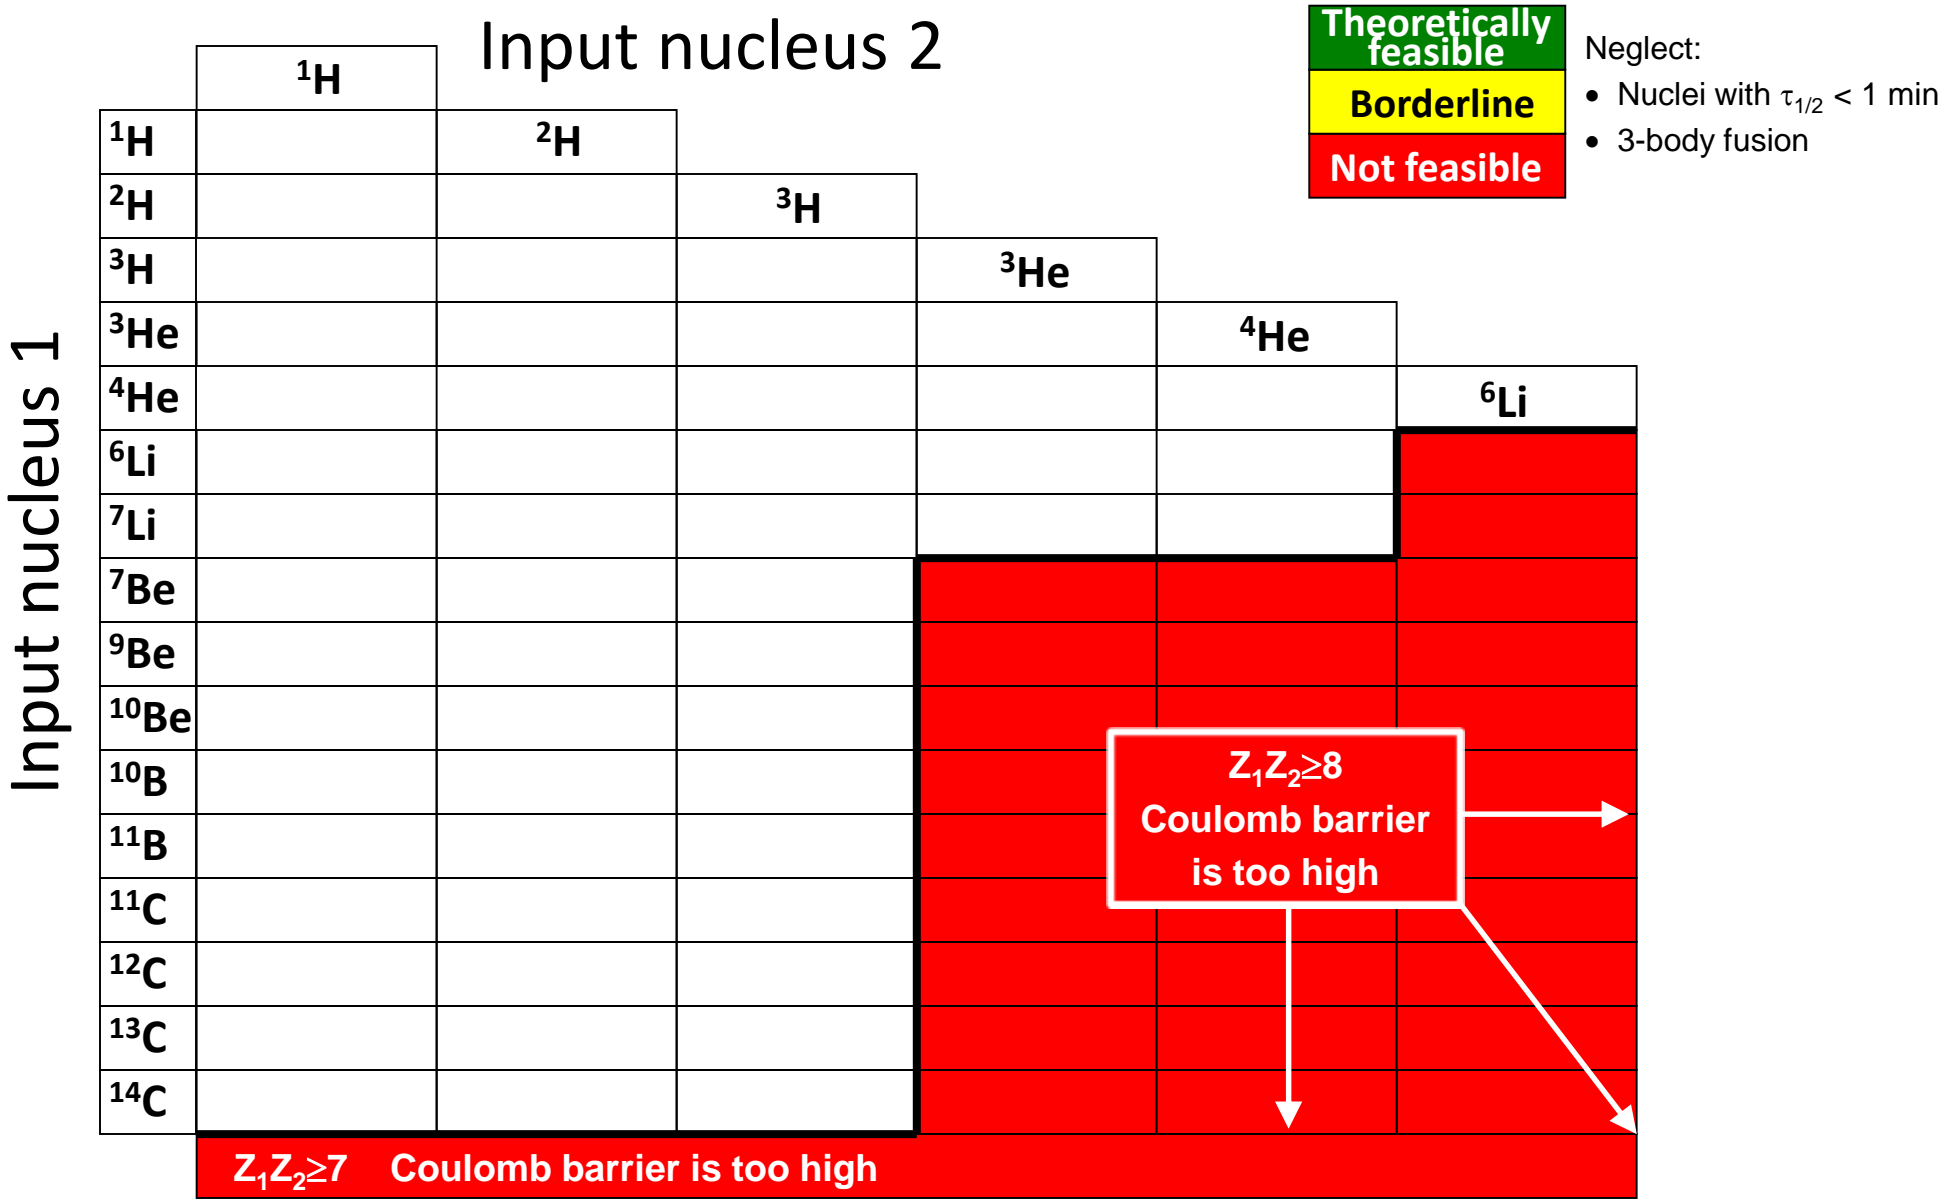 Input nucleus 2
Theoretically
feasible
Borderline
Not feasible
Neglect:
• Nuclei with τ1/2 < 1 min
• 3-body fusion
Input nucleus 1
¹H
¹H
²H
²H
³H
³H
³He
³He
⁴He
⁴He
⁶Li
⁶Li
⁷Li
⁷Be
⁹Be
¹⁰Be
¹⁰B
¹¹B
¹¹C
¹²C
¹³C
¹⁴C
Z₁Z₂≥8
Coulomb barrier
is too high
Z₁Z₂≥7 Coulomb barrier is too high